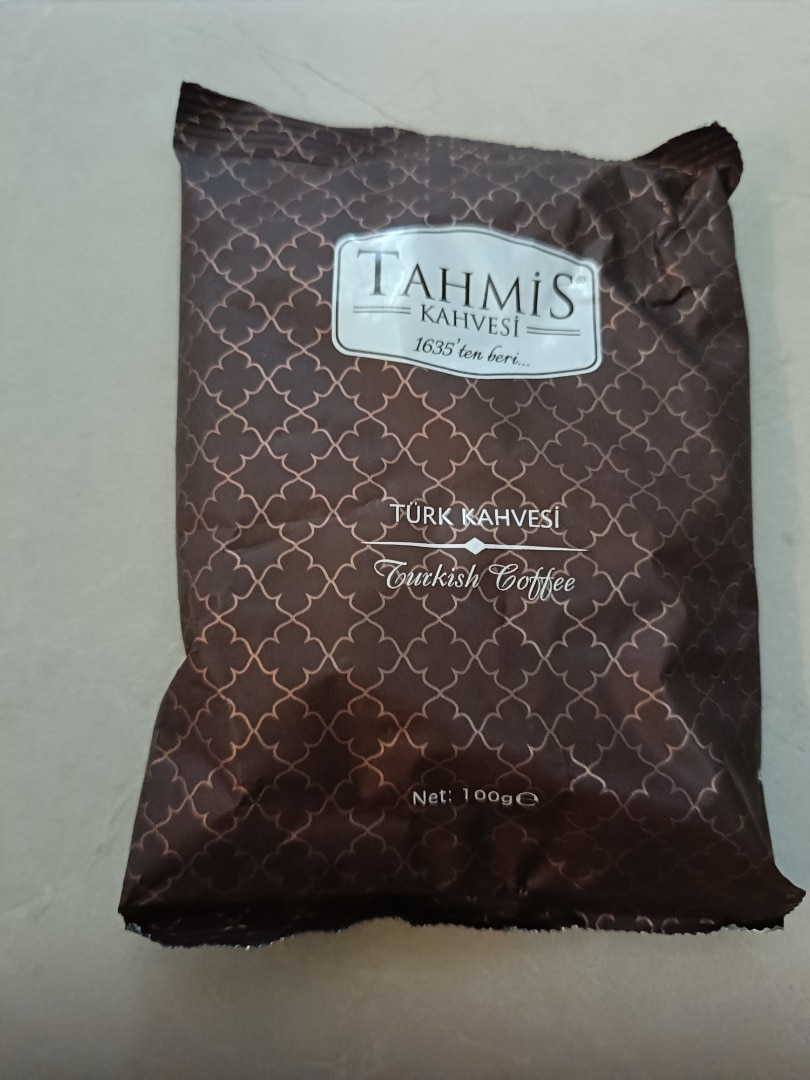 TAHMİS
KAHVESİ
1635'ten beri...
TÜRK KAHVESİ
Turkish Coffee
Net: 100g ℮